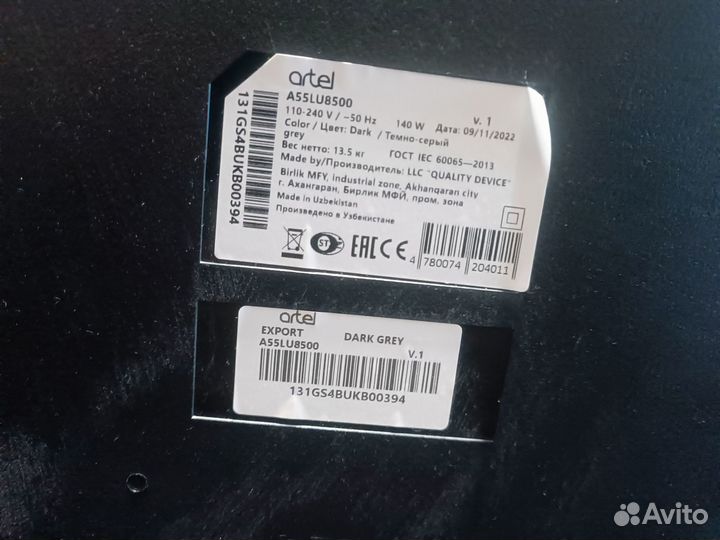 artel
A55LU8500
v. 1
110-240 V / ~50 Hz 140 W Дата: 09/11/2022
Color / Цвет: Dark / Темно-серый
grey
Вес нетто: 13.5 кг ГОСТ IEC 60065—2013
Made by/Производитель: LLC "QUALITY DEVICE"
Birlik MFY, industrial zone, Akhangaran city
г. Ахангаран, Бирлик МФЙ, пром. зона
Made in Uzbekistan
Произведено в Узбекистане
131GS4BUKB00394
ST EAC CE
4 780074 204011
artel
EXPORT DARK GREY
A55LU8500 V.1
131GS4BUKB00394
Avito